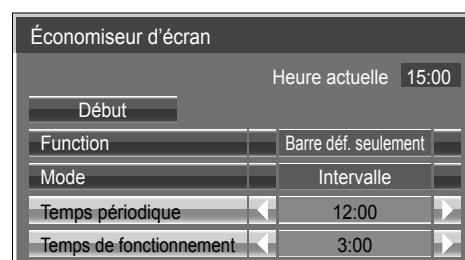 Économiseur d’écran
Heure actuelle 15:00
Début
Function Barre déf. seulement
Mode Intervalle
Temps périodique 12:00
Temps de fonctionnement 3:00